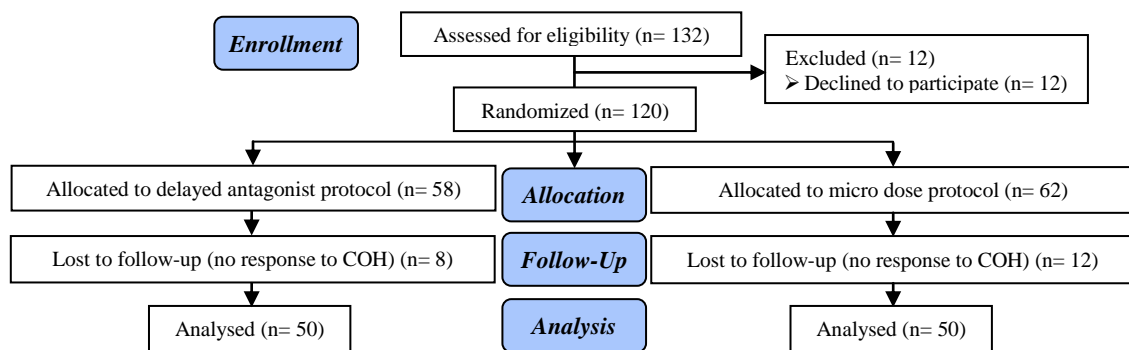 Enrollment
Assessed for eligibility (n= 132)
Excluded (n= 12)
➢ Declined to participate (n= 12)
Randomized (n= 120)
Allocated to delayed antagonist protocol (n= 58)
Allocation
Allocated to micro dose protocol (n= 62)
Lost to follow-up (no response to COH) (n= 8)
Follow-Up
Lost to follow-up (no response to COH) (n= 12)
Analysed (n= 50)
Analysis
Analysed (n= 50)